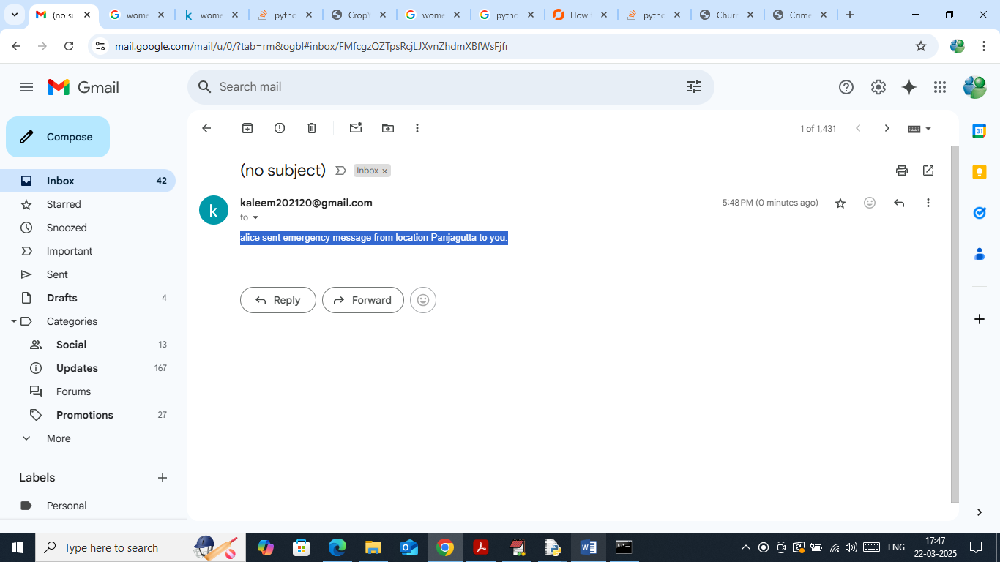 (no su
wome
wome
pytho
CropY
wome
pytho
How
pytho
Churr
Crime
mail.google.com/mail/u/0/?tab=rm&ogbl#inbox/FMfcgzQZTpsRcjLJXvnZhdmXBfWsFjfr
Gmail
Search mail
Compose
1 of 1,431
Inbox 42
Starred
Snoozed
Important
Sent
Drafts 4
Categories
Social 13
Updates 167
Forums
Promotions 27
More
Labels
Personal
(no subject)
Inbox ×
k
kaleem202120@gmail.com
5:48 PM (0 minutes ago)
to
alice sent emergency message from location Panjagutta to you.
Reply
Forward
31
Type here to search
ENG
17:47
22-03-2025